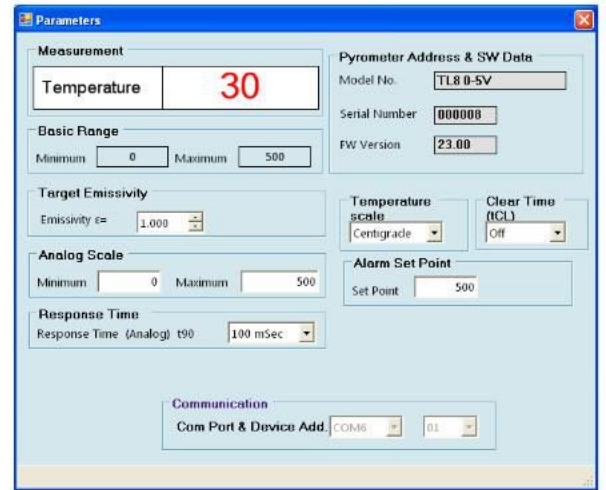 Parameters
Measurement
Temperature 30
Basic Range
Minimum 0 Maximum 500
Target Emissivity
Emissivity ε= 1.000
Analog Scale
Minimum 0 Maximum 500
Response Time
Response Time (Analog) t90 100 mSec
Pyrometer Address & SW Data
Model No. TL8 0-5V
Serial Number 000008
FW Version 23.00
Temperature
scale
Centigrade
Clear Time
(tCL)
Off
Alarm Set Point
Set Point 500
Communication
Com Port & Device Add. COM6 01